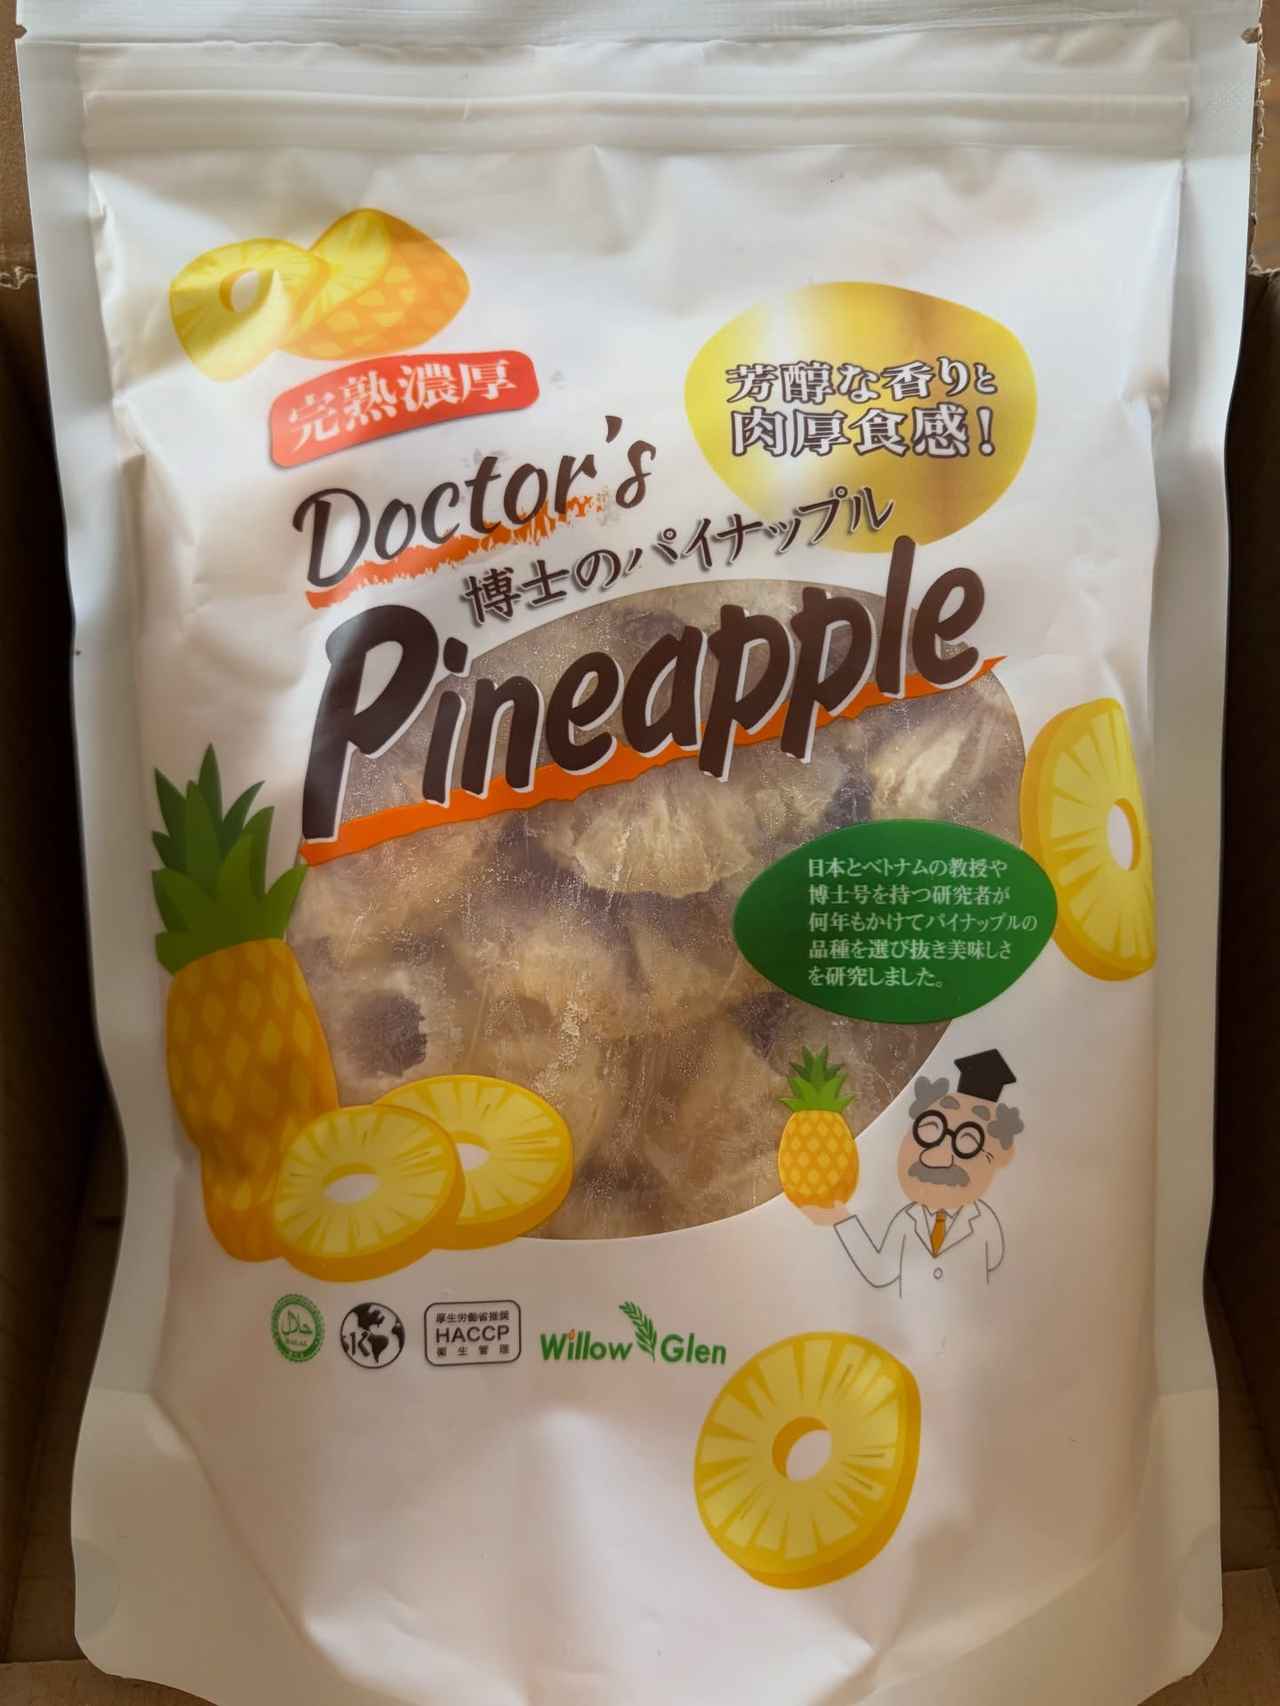 完熟濃厚
芳醇な香りと
肉厚食感！
Doctor's
博士のパイナップル
Pineapple
日本とベトナムの教授や
博士号を持つ研究者が
何年もかけてパイナップルの
品種を選び抜き美味しさ
を研究しました。
حلال
HALAL
K
厚生労働省推奨
HACCP
衛生管理
Willow Glen